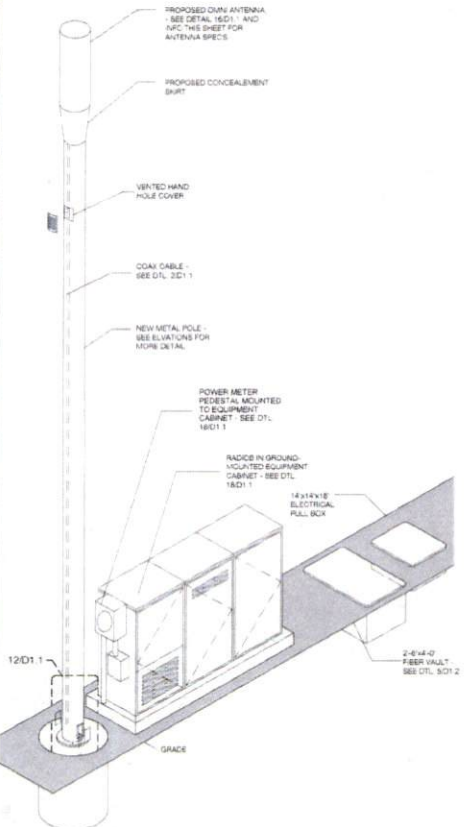 PROPOSED OMNI ANTENNA
- SEE DETAIL 16/D1.1 AND
INFO THIS SHEET FOR
ANTENNA SPECS
PROPOSED CONCEALEMENT
SKIRT
VENTED HAND
HOLE COVER
COAX CABLE -
SEE DTL 2/D1.1
NEW METAL POLE -
SEE ELVATIONS FOR
MORE DETAIL
POWER METER
PEDESTAL MOUNTED
TO EQUIPMENT
CABINET - SEE DTL
18/D1.1
RADIOS IN GROUND-
MOUNTED EQUIPMENT
CABINET - SEE DTL
18/D1.1
14"x14"x18"
ELECTRICAL
PULL BOX
12/D1.1
2'-6"x4'-0"
FIBER VAULT -
SEE DTL 5/D1.2
GRADE